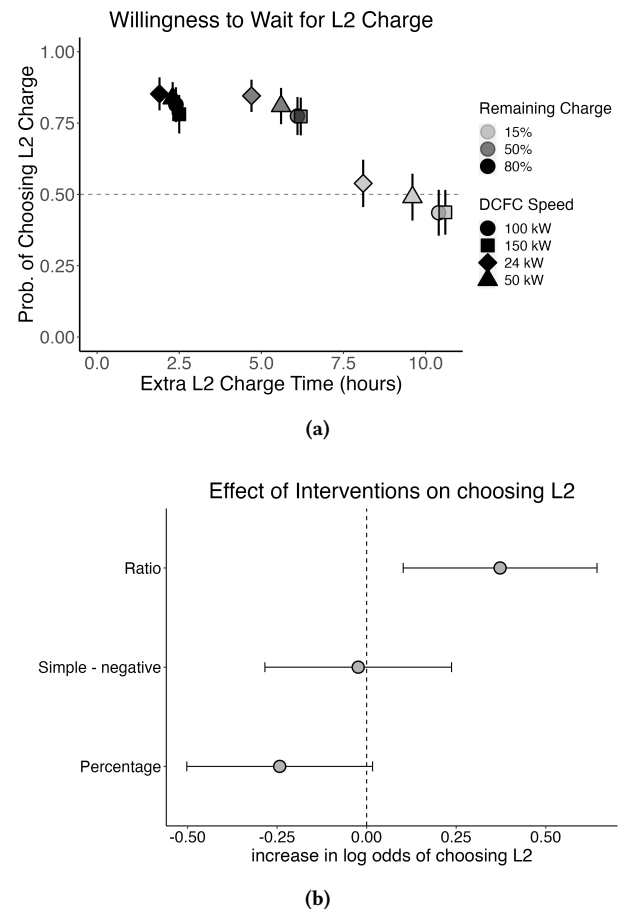 Willingness to Wait for L2 Charge
Prob. of Choosing L2 Charge
1.00
0.75
0.50
0.25
0.00
0.0 2.5 5.0 7.5 10.0
Extra L2 Charge Time (hours)
Remaining Charge
15%
50%
80%
DCFC Speed
100 kW
150 kW
24 kW
50 kW
(a)
Effect of Interventions on choosing L2
Ratio
Simple - negative
Percentage
-0.50 -0.25 0.00 0.25 0.50
increase in log odds of choosing L2
(b)